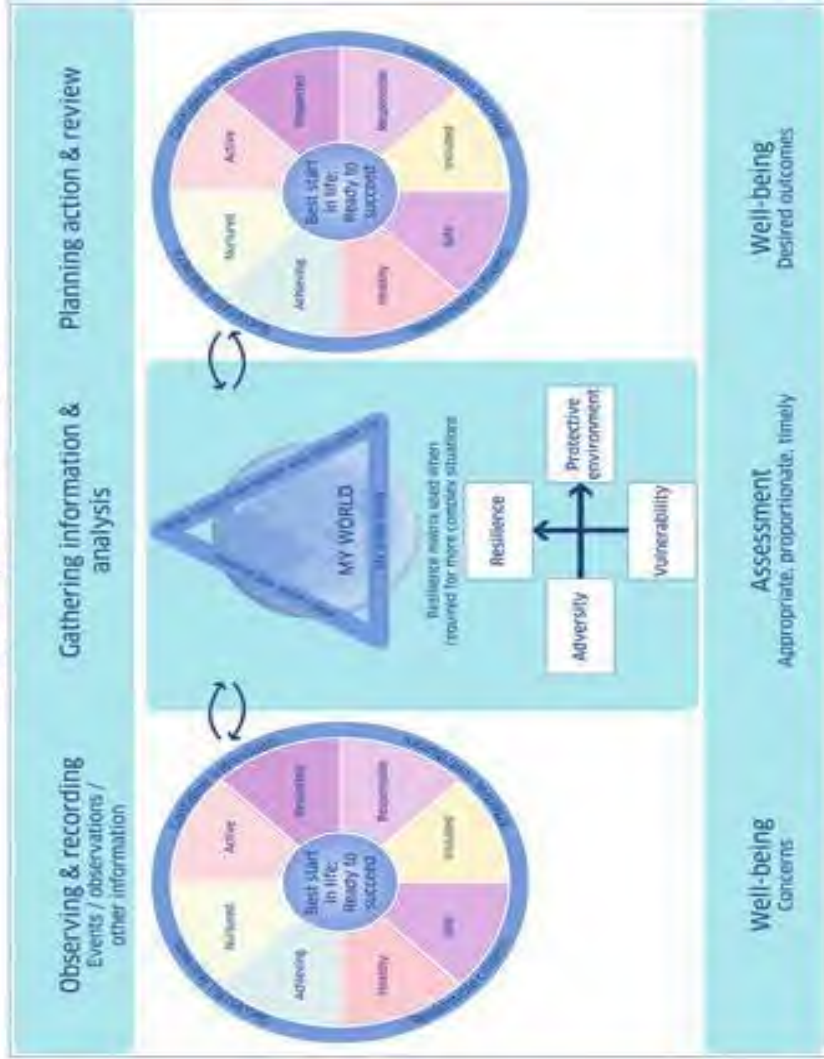 Observing & recording
Events / observations /
other information
Gathering information &
analysis
Planning action & review
Nurtured
Active
Respected
Responsible
Included
Healthy
Achieving
Best start
in life:
Ready to
succeed
MY WORLD
Resilience matrix used when
required for more complex situations
Resilience
Adversity
Protective
environment
Vulnerability
Nurtured
Active
Respected
Responsible
Included
Safe
Healthy
Achieving
Best start
in life:
Ready to
succeed
Well-being
Concerns
Assessment
Appropriate, proportionate, timely
Well-being
Desired outcomes